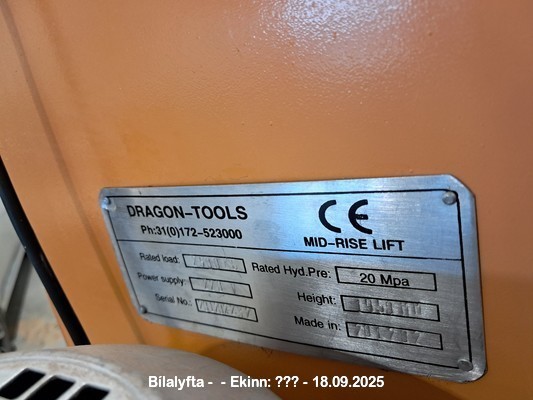 DRAGON-TOOLS
Ph:31(0)172-523000
CE
MID-RISE LIFT
Rated load:
Rated Hyd.Pre: 20 Mpa
Power supply:
Height:
Serial No.:
Made in:
Bilalyfta - - Ekinn: ??? - 18.09.2025